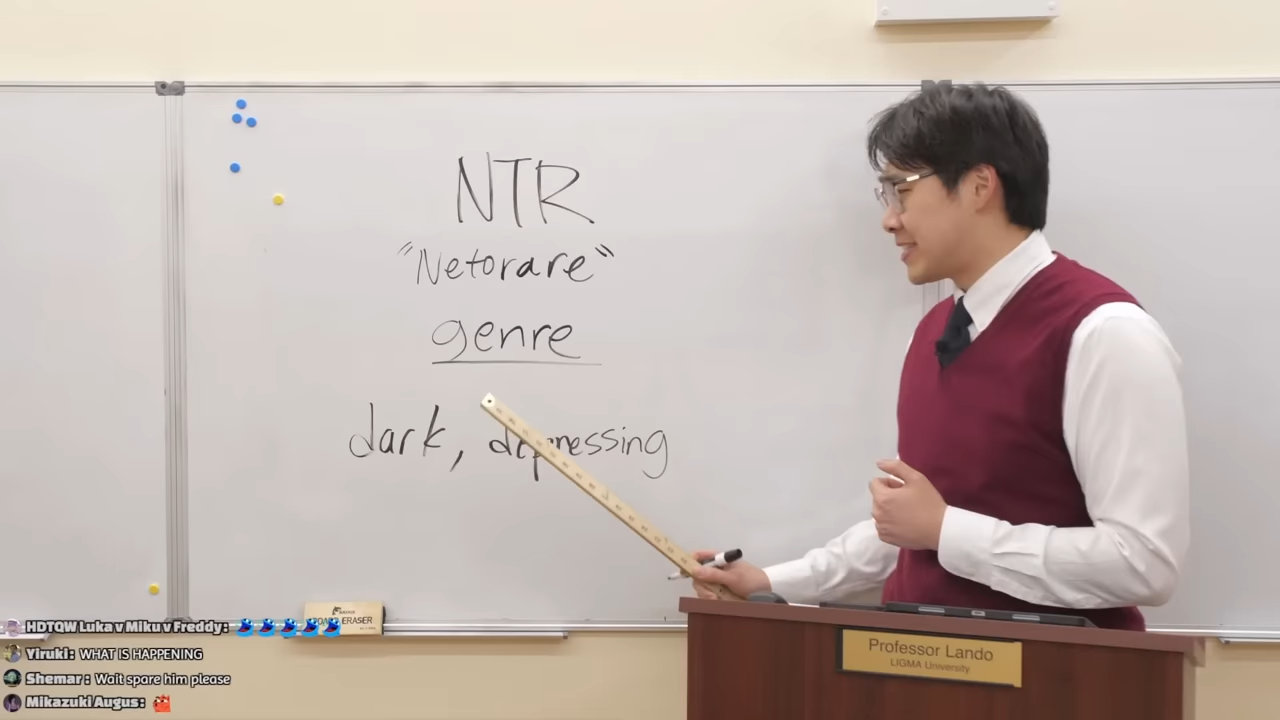 NTR
"Netorare"
genre
dark, depressing
ERASER
Professor Lando
LIGMA University
HDTQW Luka v Miku v Freddy:
Yiruki: WHAT IS HAPPENING
Shemar: Wait spare him please
Mikazuki Augus: